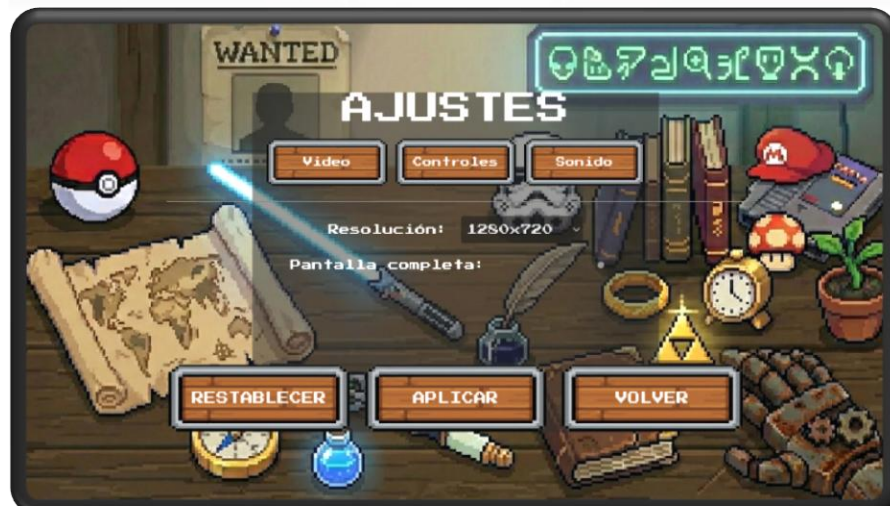 WANTED
AJUSTES
Video Controles Sonido
Resolución: 1280x720
Pantalla completa:
RESTABLECER APLICAR VOLVER
M